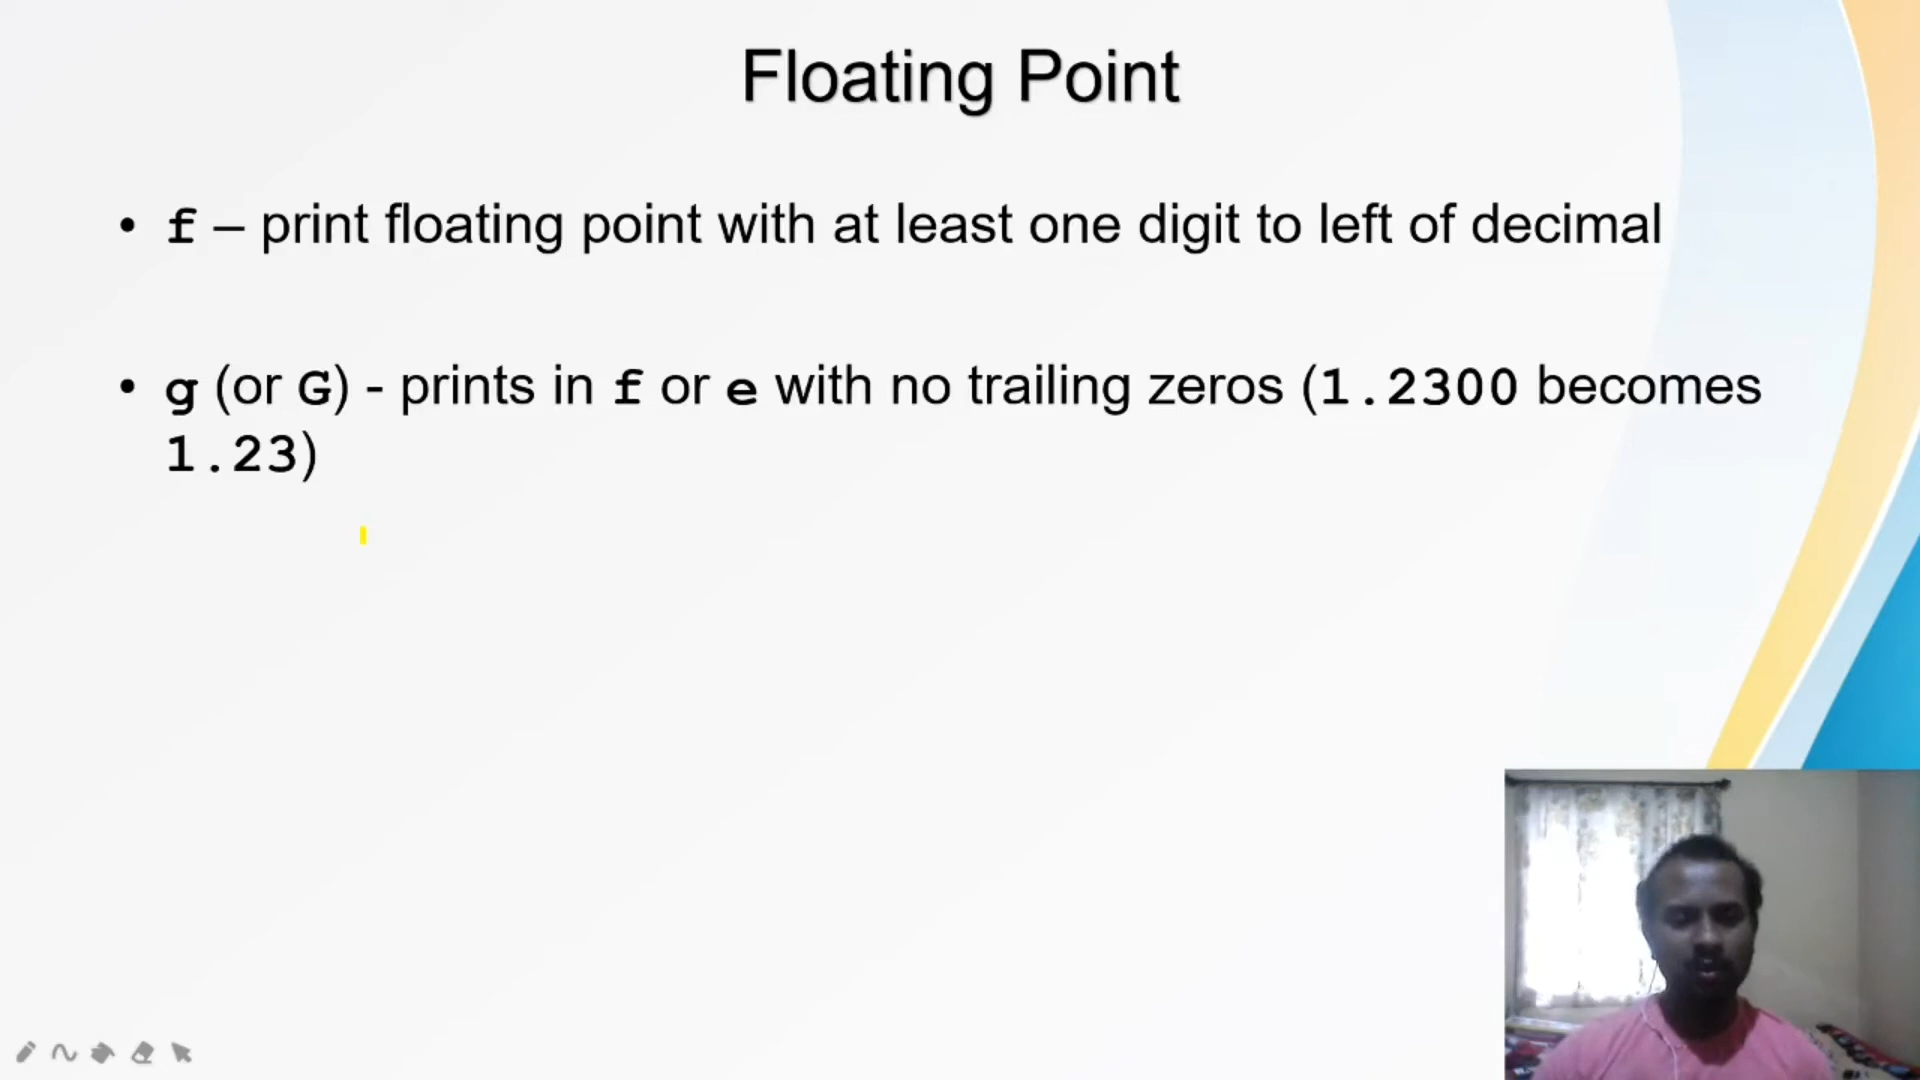 Floating Point
• f – print floating point with at least one digit to left of decimal
• g (or G) - prints in f or e with no trailing zeros (1.2300 becomes
1.23)